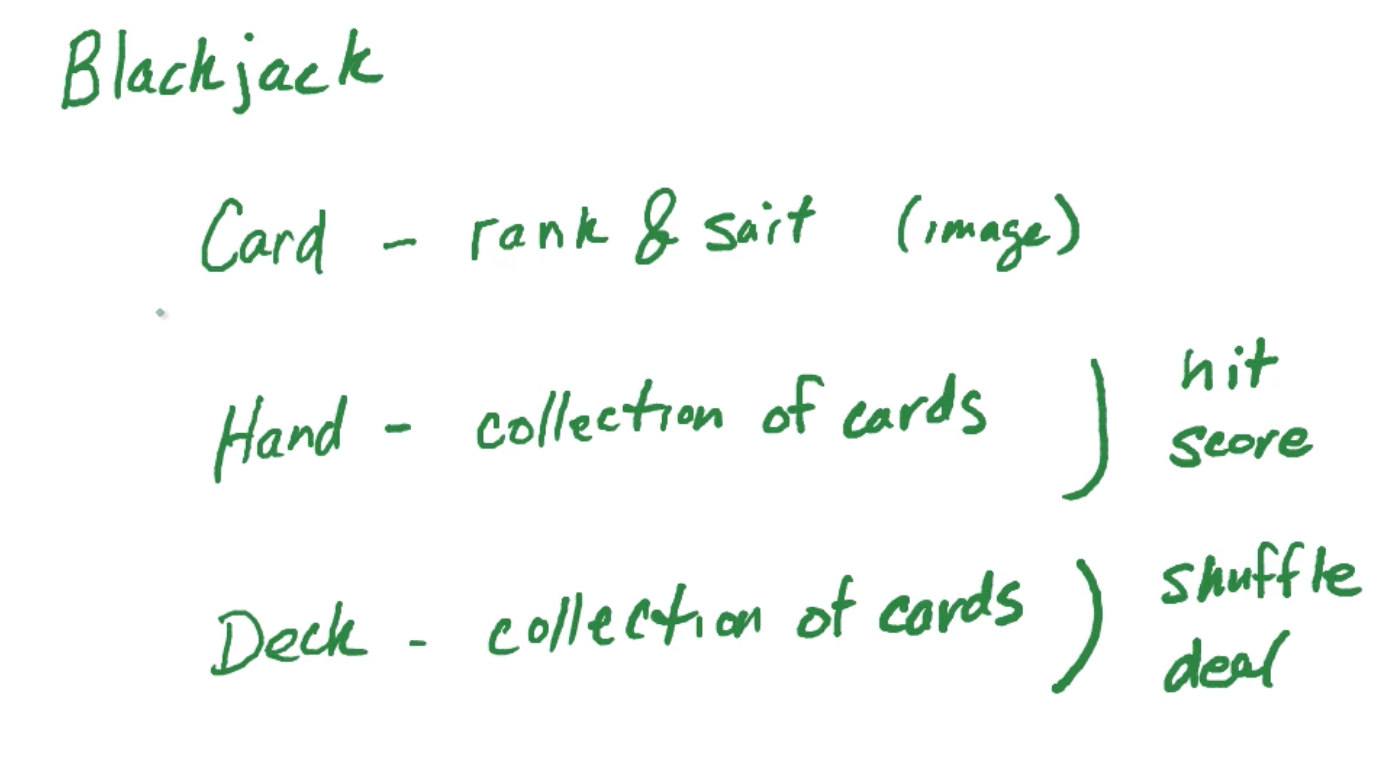 Blackjack
Card - rank & suit (image)
Hand - collection of cards ) hit
score
Deck - collection of cards ) shuffle
deal